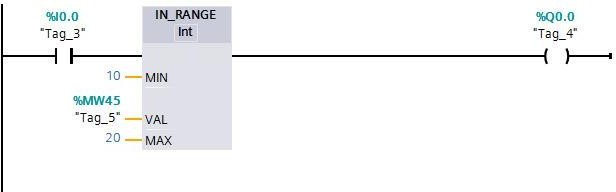 %I0.0
"Tag_3"
IN_RANGE
Int
%Q0.0
"Tag_4"
10 MIN
%MW45
"Tag_5" VAL
20 MAX